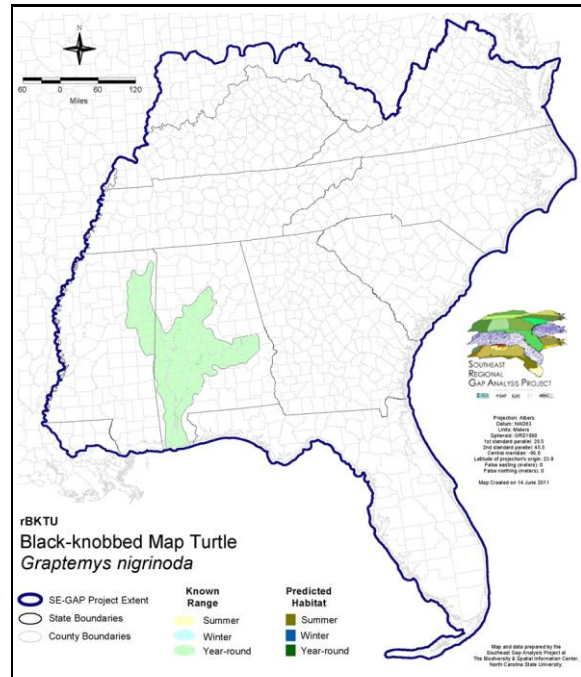 N
60 0 60 120
Miles
SOUTHEAST
REGIONAL
GAP ANALYSIS PROJECT
Projection: Albers
Datum: NAD83
Units: Meters
Spheroid: GRS1980
1st standard parallel: 29.5
2nd standard parallel: 45.5
Central meridian: -96.0
Latitude of projection's origin: 23.0
False easting (meters): 0
False northing (meters): 0
Map Created on 14 June 2011
rBKTU
Black-knobbed Map Turtle
Graptemys nigrinoda
SE-GAP Project Extent
State Boundaries
County Boundaries
Known
Range
Summer
Winter
Year-round
Predicted
Habitat
Summer
Winter
Year-round
Map and data prepared by the
Southeast Gap Analysis Project at
The Biodiversity & Spatial Information Center,
North Carolina State University.